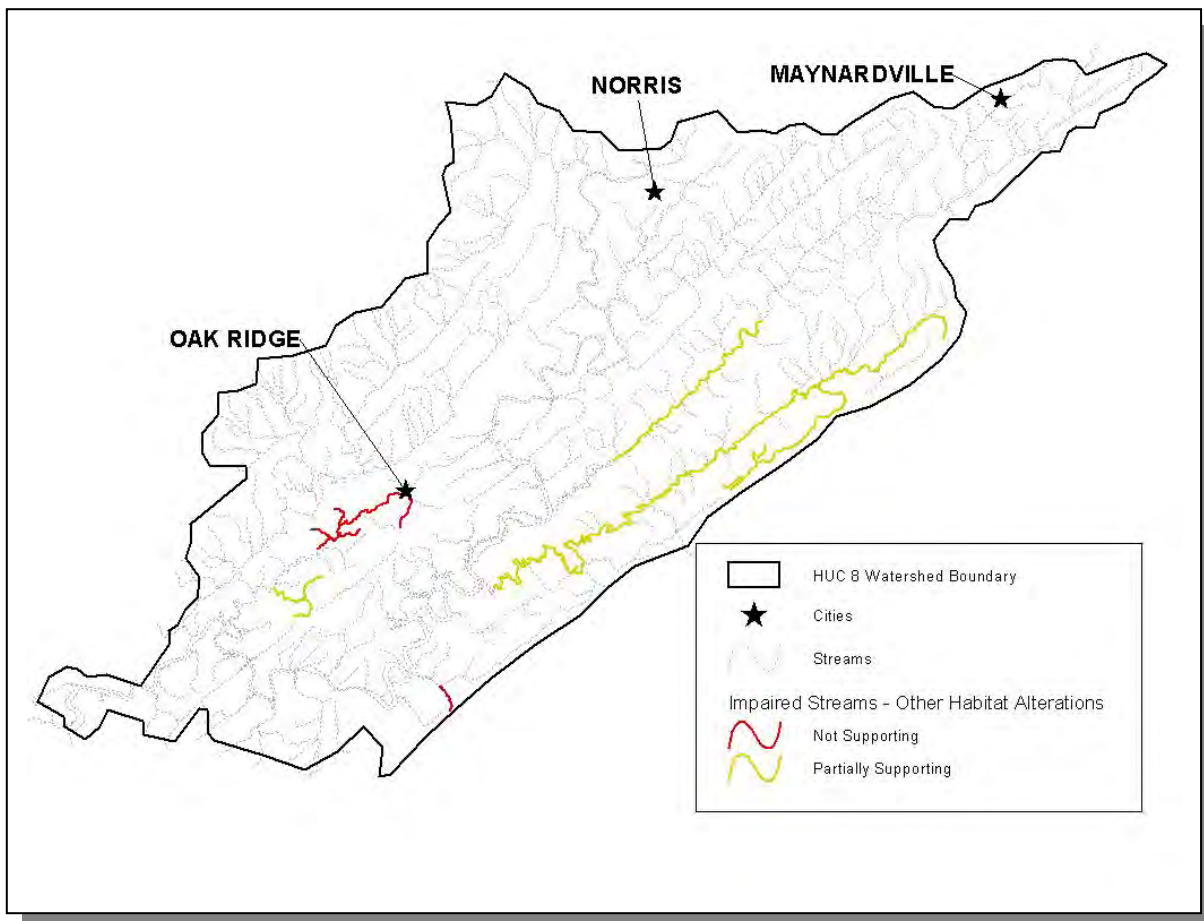 MAYNARDVILLE
NORRIS
OAK RIDGE
HUC 8 Watershed Boundary
Cities
Streams
Impaired Streams - Other Habitat Alterations
Not Supporting
Partially Supporting